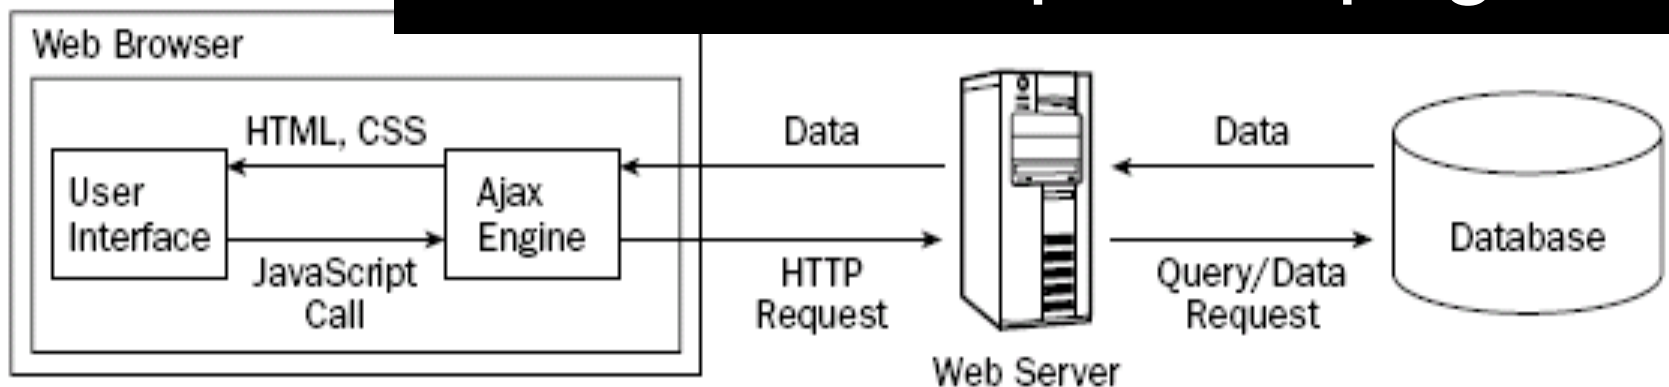 Web Browser
HTML, CSS
User
Interface
JavaScript
Call
Ajax
Engine
Data
HTTP
Request
Web Server
Data
Query/Data
Request
Database